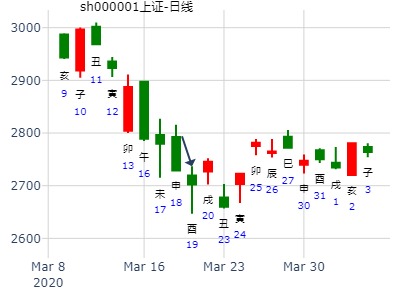 sh000001上证-日线
3000
2900
2800
2700
2600
亥
9
子
10
丑
11
寅
12
卯
13
午
16
未
17
申
18
酉
19
戌
20
丑
23
寅
24
卯
25
辰
26
巳
27
申
30
酉
31
戌
1
亥
2
子
3
Mar 8
2020
Mar 16
Mar 23
Mar 30